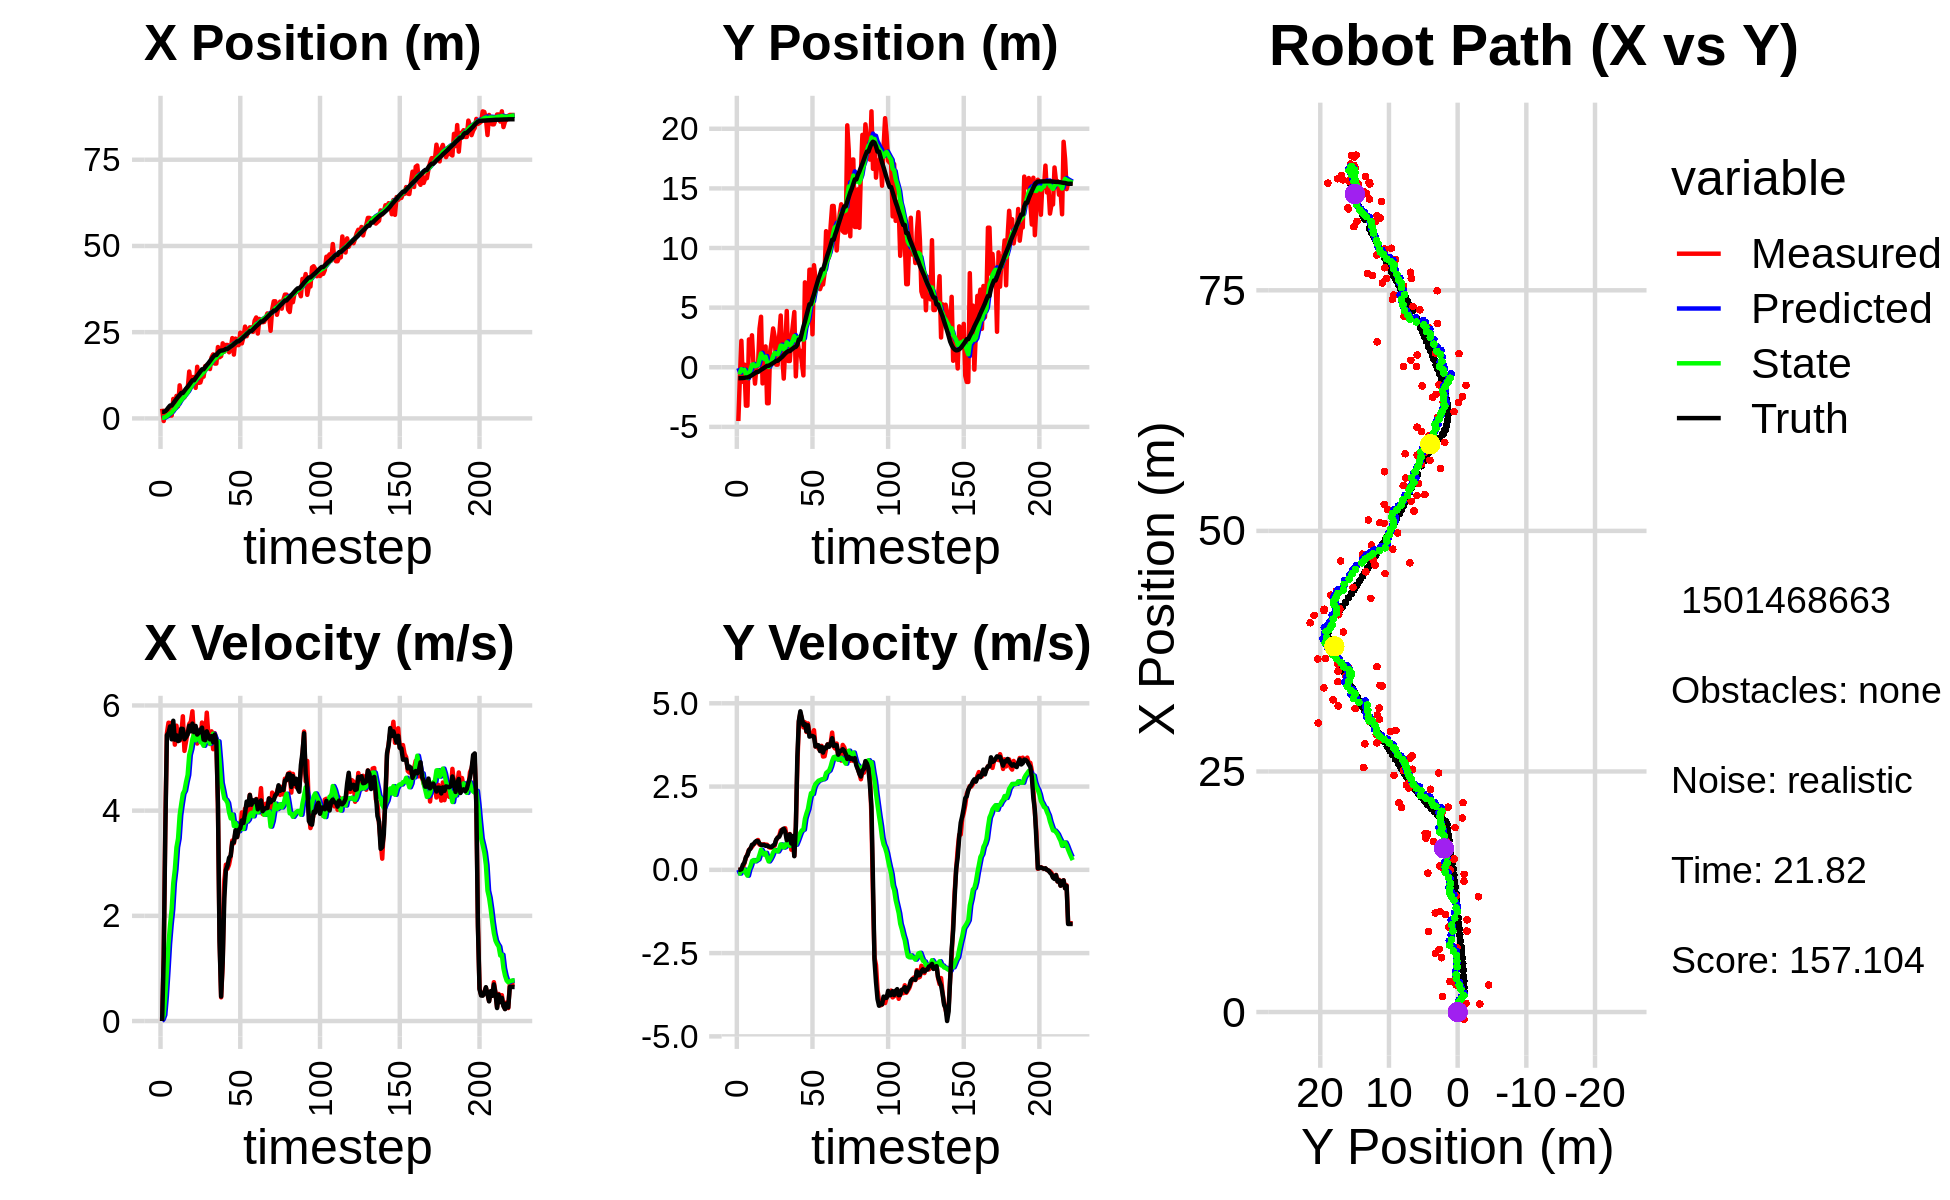 X Position (m)
75
50
25
0
0 50 100 150 200
timestep
Y Position (m)
20
15
10
5
0
-5
0 50 100 150 200
timestep
X Velocity (m/s)
6
4
2
0
0 50 100 150 200
timestep
Y Velocity (m/s)
5.0
2.5
0.0
-2.5
-5.0
0 50 100 150 200
timestep
Robot Path (X vs Y)
X Position (m)
75
50
25
0
20 10 0 -10 -20
Y Position (m)
variable
Measured
Predicted
State
Truth
1501468663
Obstacles: none
Noise: realistic
Time: 21.82
Score: 157.104